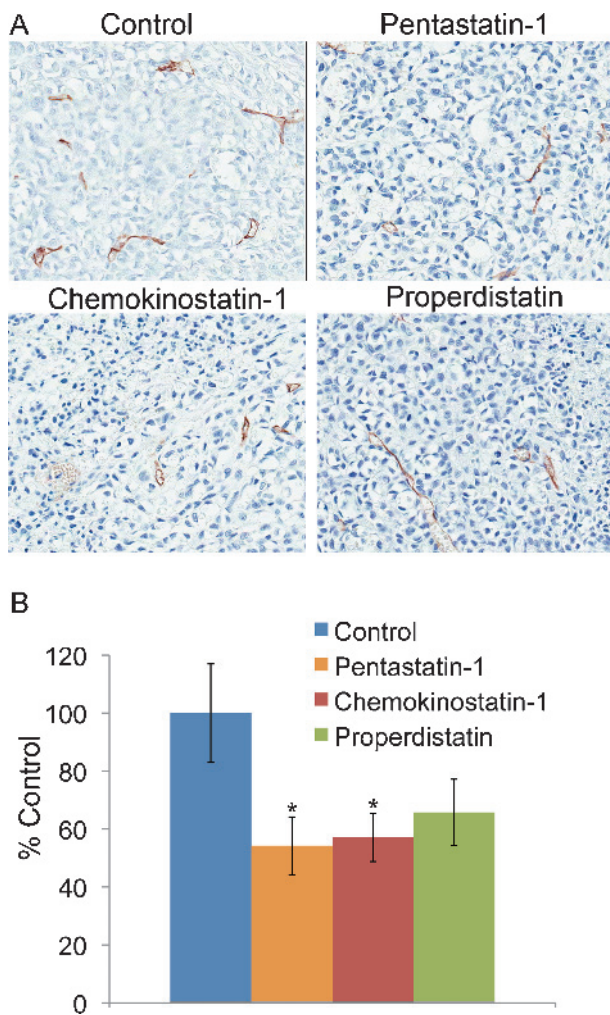 A
Control
Pentastatin-1
Chemokinostatin-1
Properdistatin
B
Control
Pentastatin-1
Chemokinostatin-1
Properdistatin
% Control
120
100
80
60
40
20
0
*
*